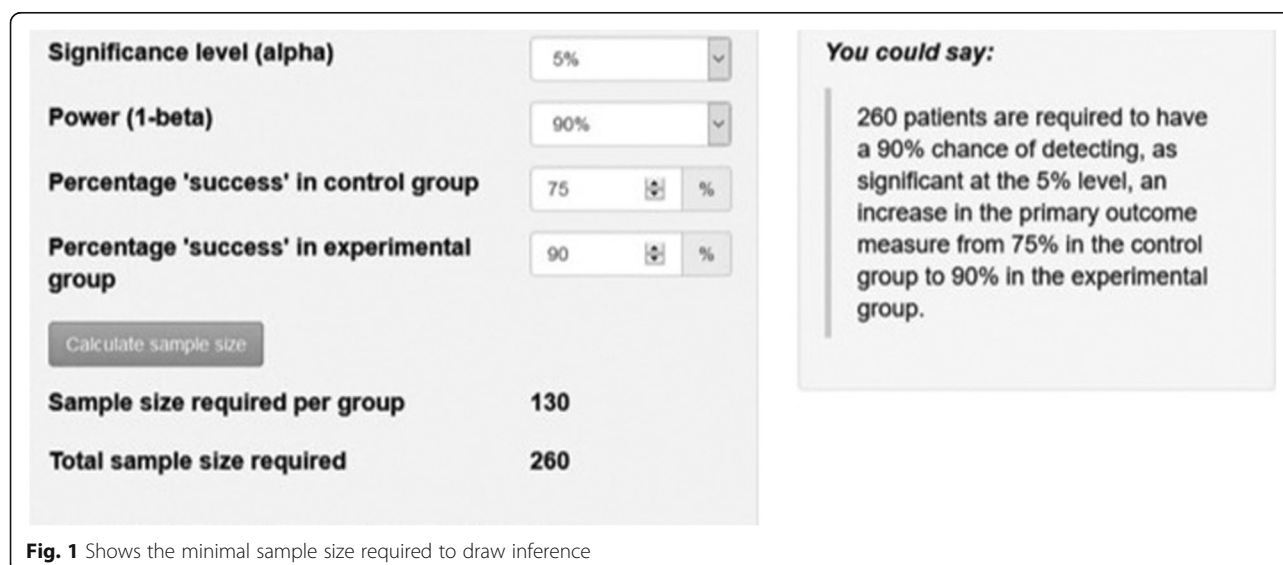 Significance level (alpha) 5%
Power (1-beta) 90%
Percentage 'success' in control group 75 %
Percentage 'success' in experimental group 90 %
Calculate sample size
Sample size required per group 130
Total sample size required 260
You could say:
260 patients are required to have
a 90% chance of detecting, as
significant at the 5% level, an
increase in the primary outcome
measure from 75% in the control
group to 90% in the experimental
group.
Fig. 1 Shows the minimal sample size required to draw inference